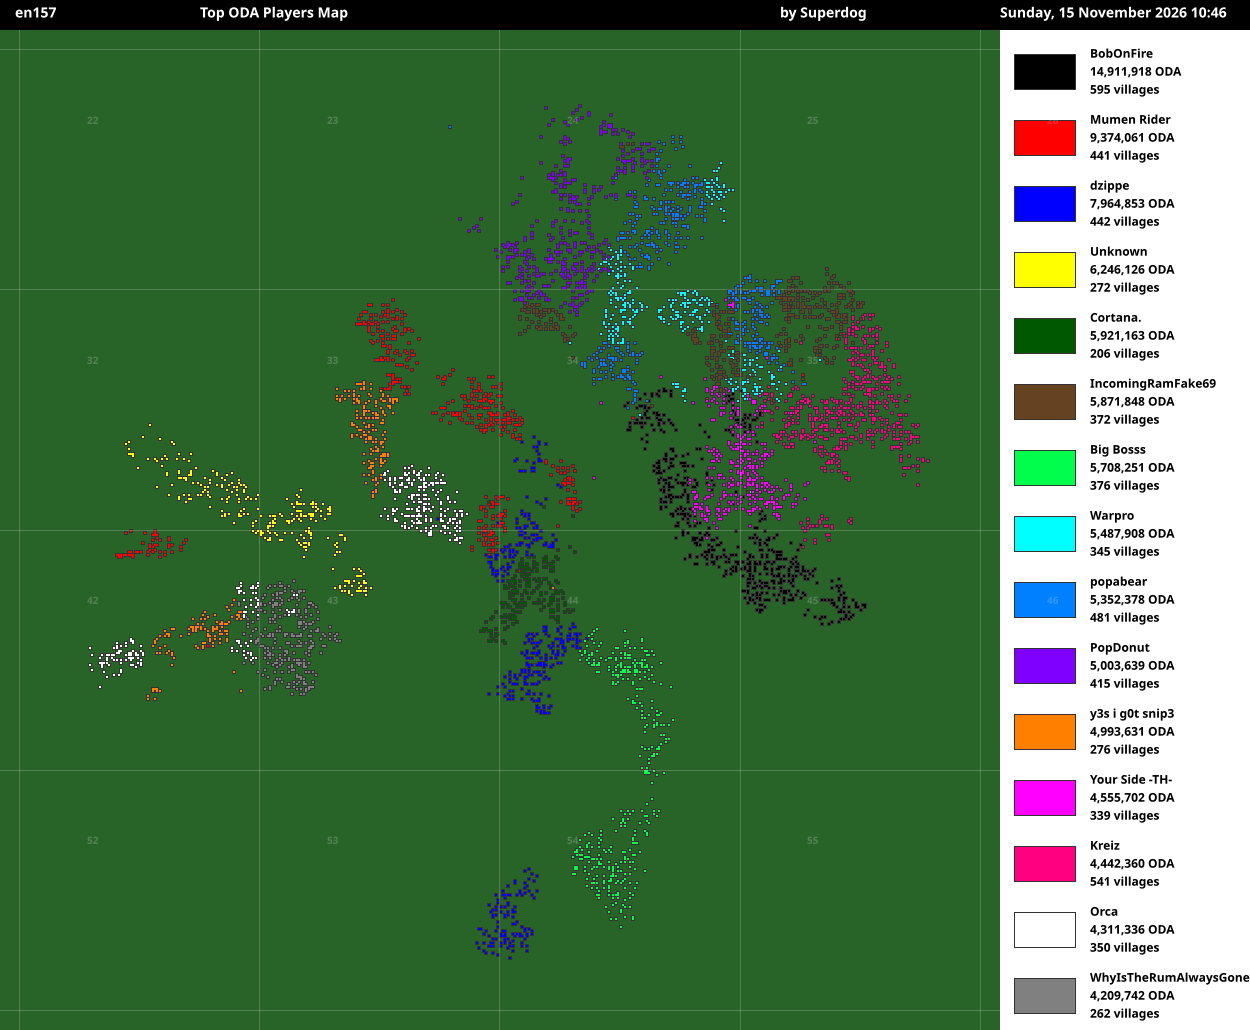 en157 Top ODA Players Map by Superdog Sunday, 15 November 2026 10:46
22 23 24 25 26
32 33 34 35
42 43 44 45 46
52 53 54 55
BobOnFire
14,911,918 ODA
595 villages
Mumen Rider
9,374,061 ODA
441 villages
dzippe
7,964,853 ODA
442 villages
Unknown
6,246,126 ODA
272 villages
Cortana.
5,921,163 ODA
206 villages
IncomingRamFake69
5,871,848 ODA
372 villages
Big Bosss
5,708,251 ODA
376 villages
Warpro
5,487,908 ODA
345 villages
popabear
5,352,378 ODA
481 villages
PopDonut
5,003,639 ODA
415 villages
y3s i g0t snip3
4,993,631 ODA
276 villages
Your Side -TH-
4,555,702 ODA
339 villages
Kreiz
4,442,360 ODA
541 villages
Orca
4,311,336 ODA
350 villages
WhyIsTheRumAlwaysGone
4,209,742 ODA
262 villages